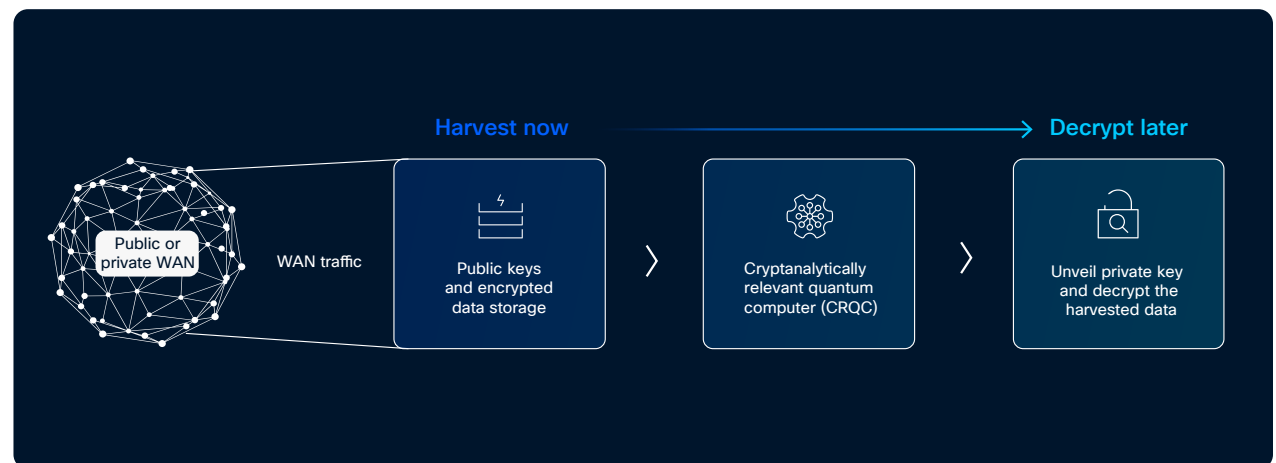 Harvest now
Decrypt later
Public or
private WAN
WAN traffic
Public keys
and encrypted
data storage
Cryptanalytically
relevant quantum
computer (CRQC)
Unveil private key
and decrypt the
harvested data